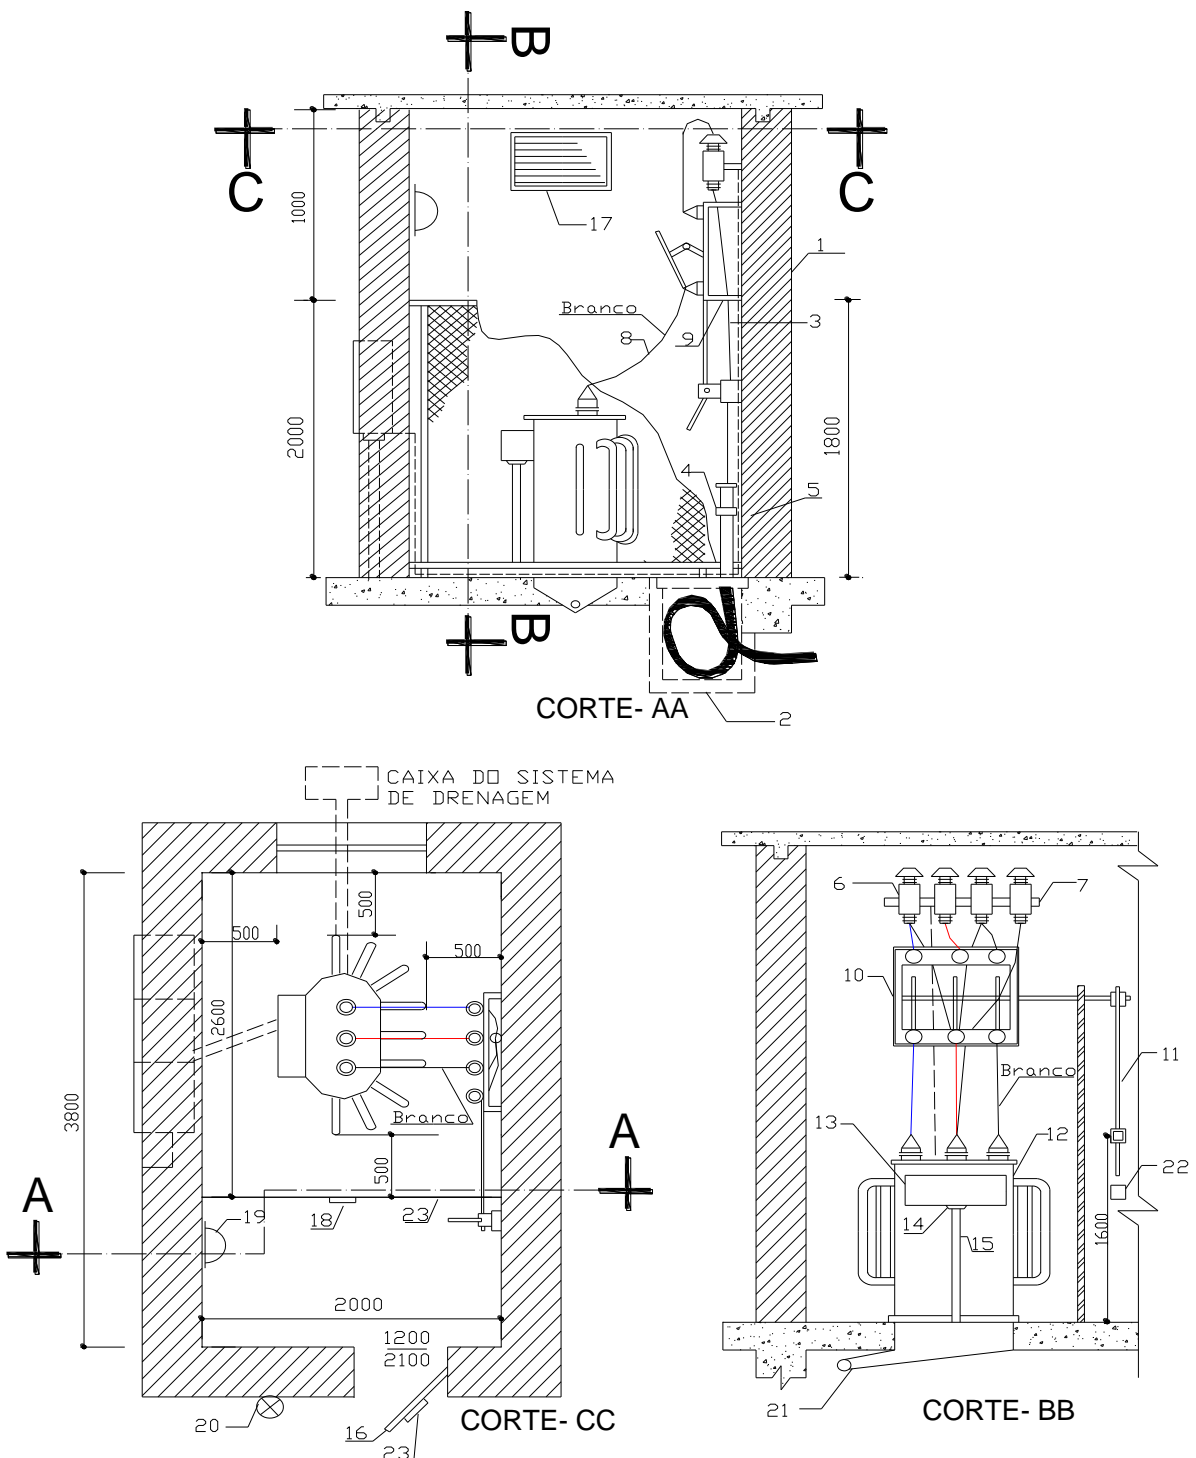 B
C
C
1000
17
1
Branco
3
8
9
2000
1800
4
5
B
CORTE- AA
2
CAIXA DO SISTEMA
DE DRENAGEM
500
500
500
2600
3800
Branco
500
A
A
18
23
19
2000
1200
2100
20
16
23
CORTE- CC
6
7
10
11
Branco
13
12
22
14
15
1600
21
CORTE- BB